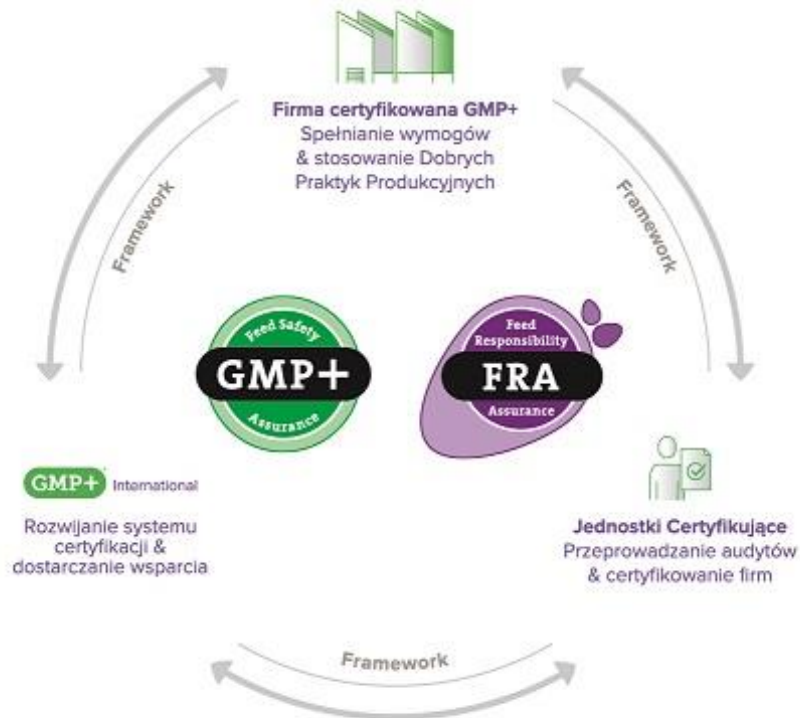 Firma certyfikowana GMP+
Spełnianie wymogów
& stosowanie Dobrych
Praktyk Produkcyjnych
Framework
Framework
Feed Safety
GMP+
Assurance
Feed
Responsibility
FRA
Assurance
GMP+ International
Rozwijanie systemu
certyfikacji &
dostarczanie wsparcia
Jednostki Certyfikujące
Przeprowadzanie audytów
& certyfikowanie firm
Framework